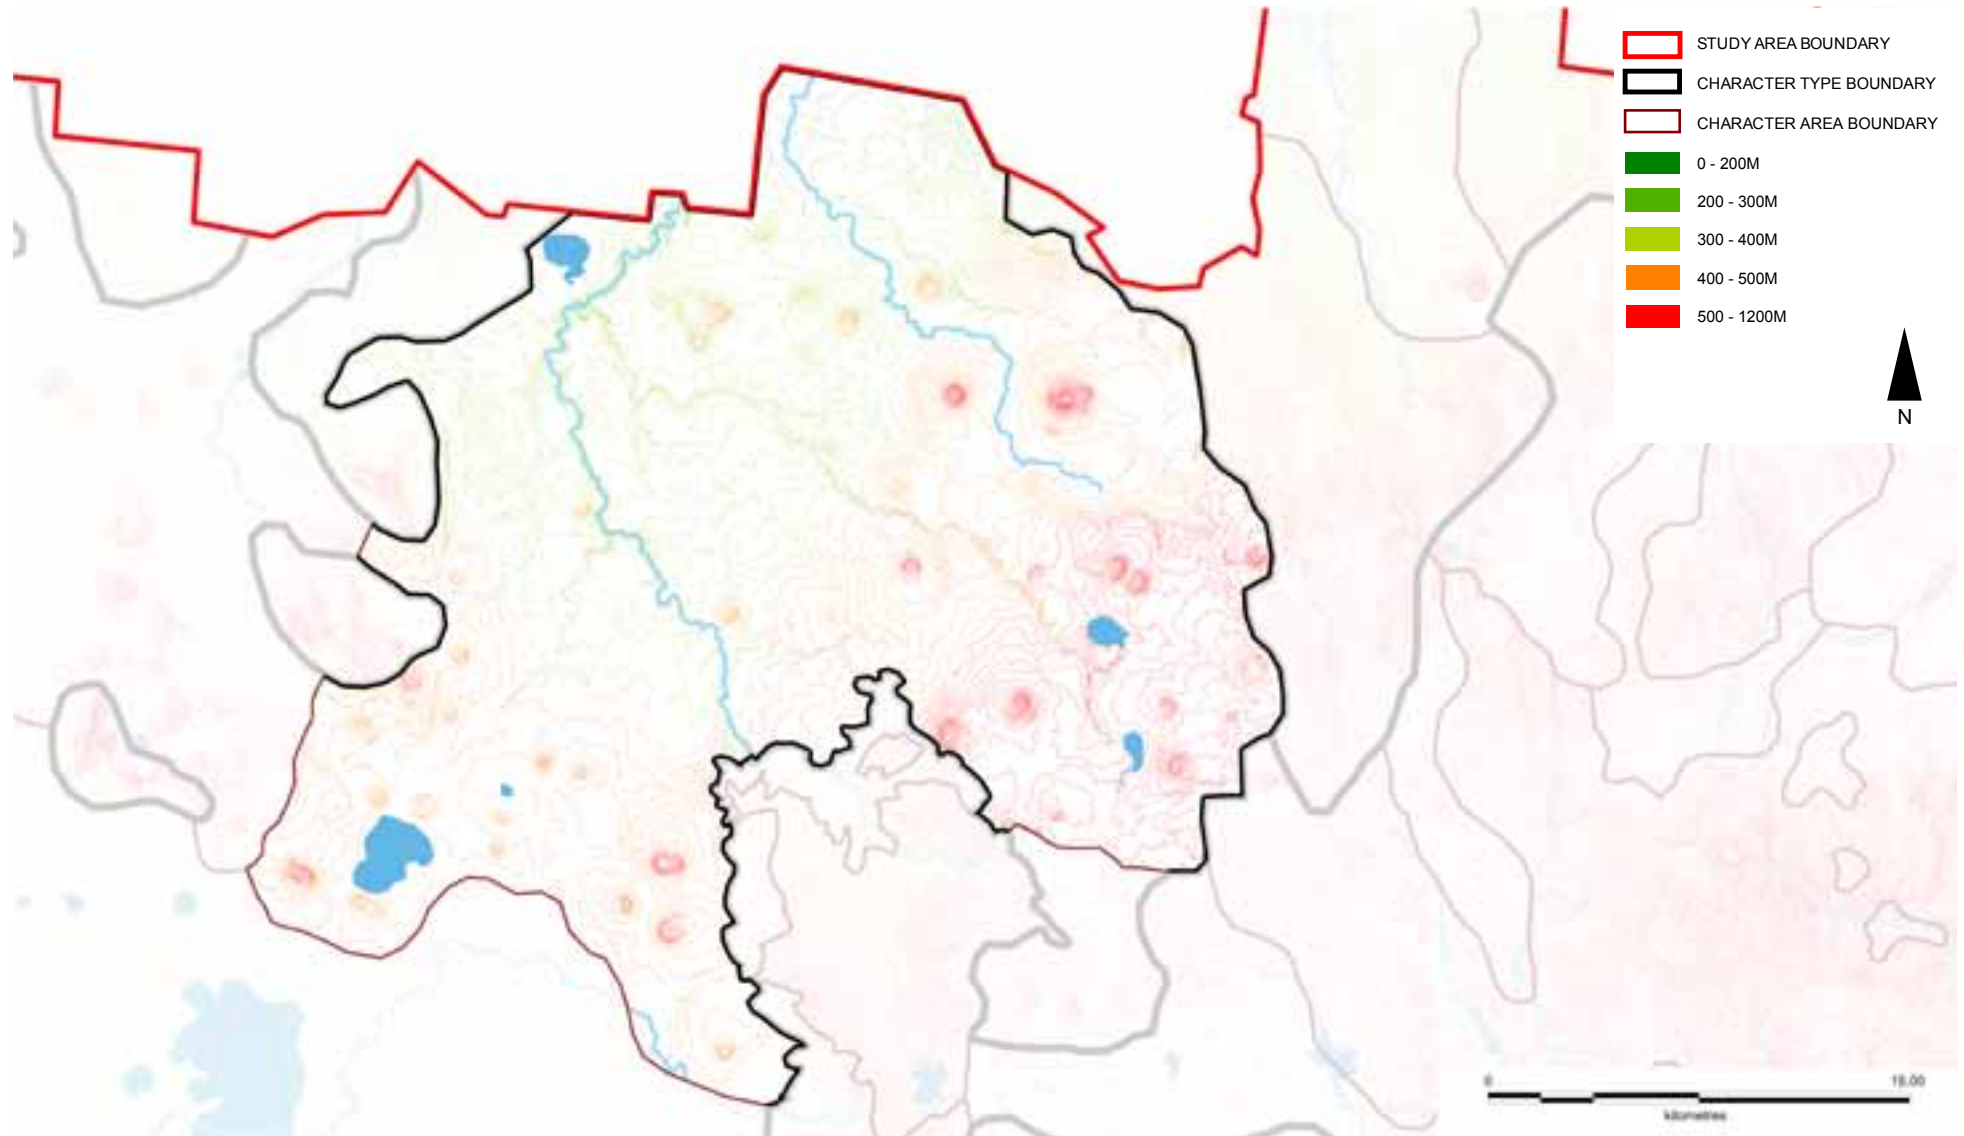 STUDY AREA BOUNDARY
CHARACTER TYPE BOUNDARY
CHARACTER AREA BOUNDARY
0 - 200M
200 - 300M
300 - 400M
400 - 500M
500 - 1200M
N
0
kilometres